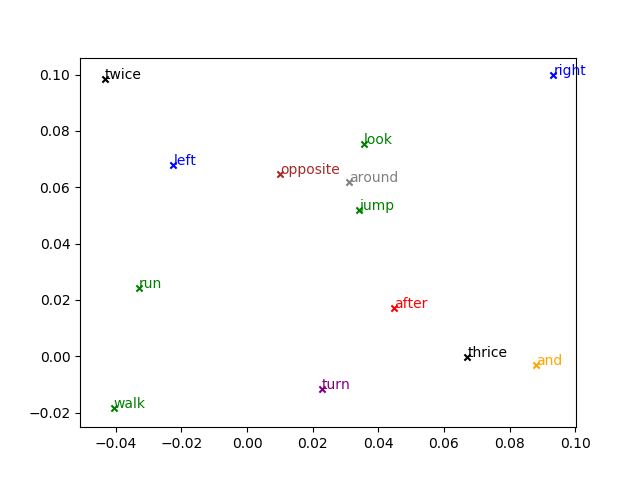 0.10
0.08
0.06
0.04
0.02
0.00
−0.02
twice
right
look
left
opposite
around
jump
run
after
thrice
and
turn
walk
−0.04 −0.02 0.00 0.02 0.04 0.06 0.08 0.10